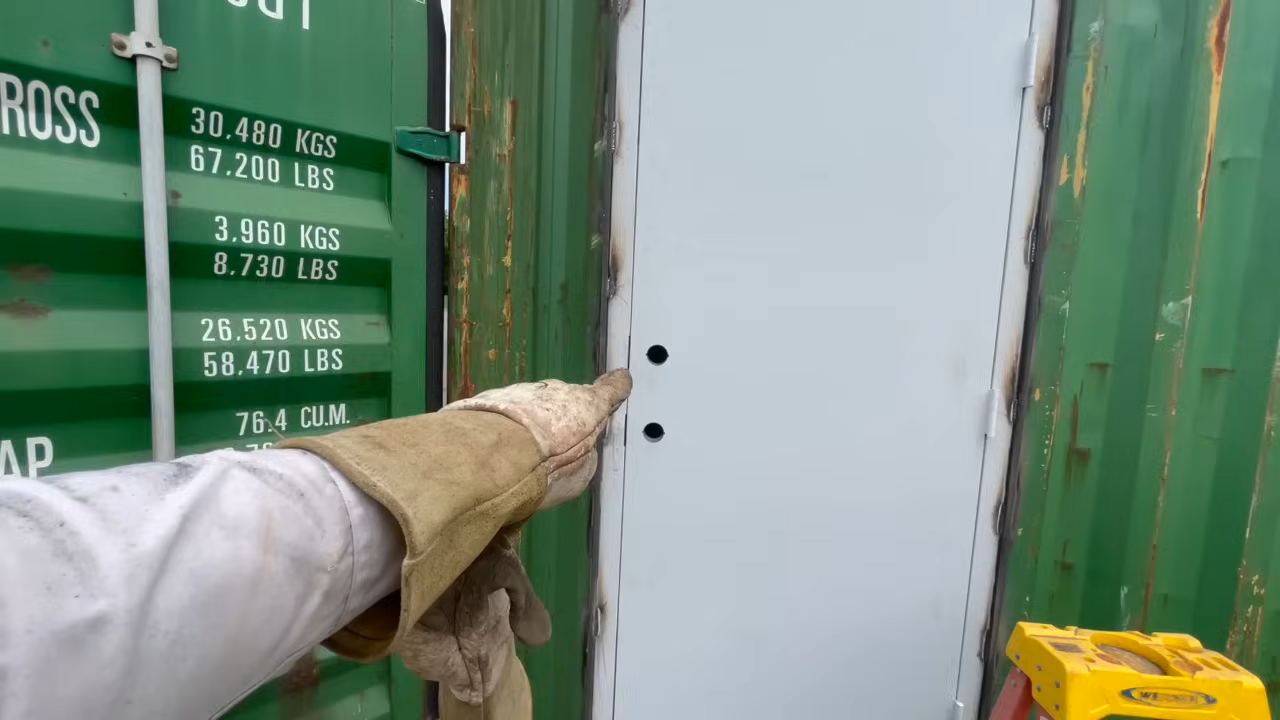 ROSS
30.480 KGS
67.200 LBS
3.960 KGS
8.730 LBS
26.520 KGS
58.470 LBS
76.4 CU.M.
AP
WERNER